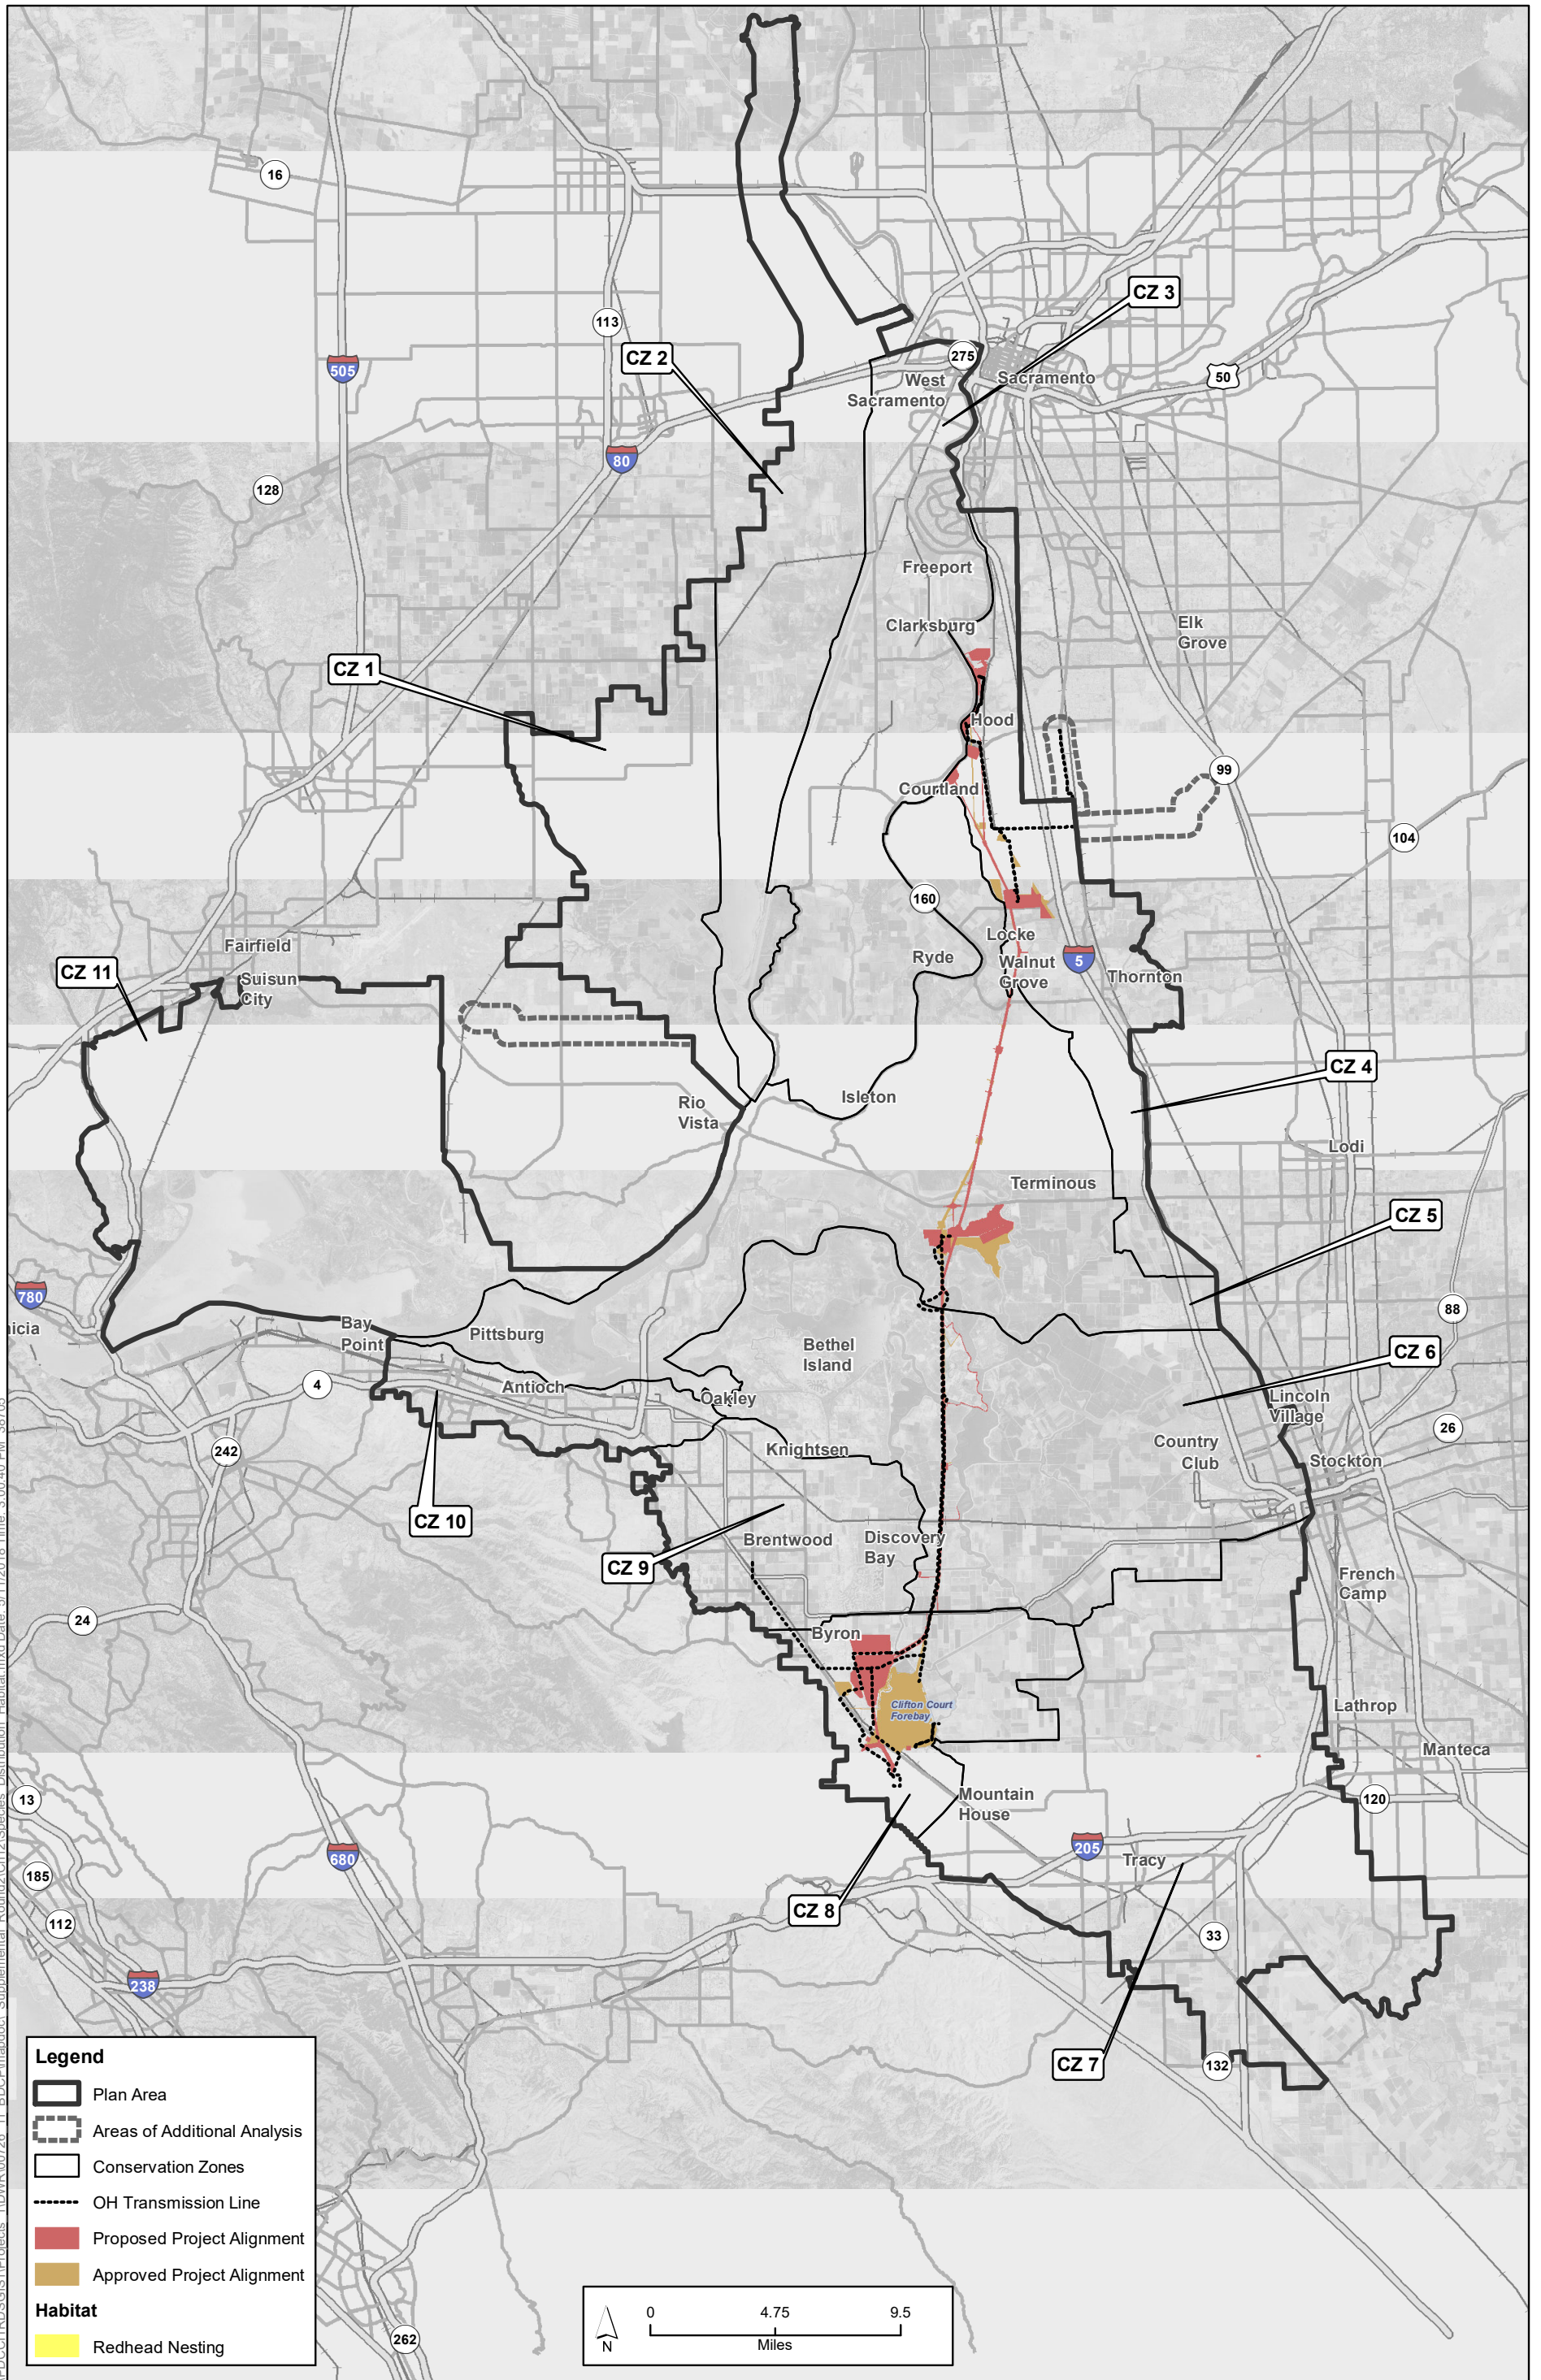 16
CZ 3
113
275
CZ 2
505
West
Sacramento
Sacramento
50
80
128
Freeport
Clarksburg
Elk
Grove
CZ 1
Hood
99
Courtland
104
160
Locke
Fairfield
Ryde
Walnut
Grove
5
Thornton
CZ 11
Suisun
City
CZ 4
Isleton
Rio
Vista
Lodi
Terminous
CZ 5
780
88
nicia
Bay
Point
Pittsburg
Bethel
Island
CZ 6
4
Antioch
Oakley
Lincoln
Village
26
242
Knightsen
Country
Club
Stockton
CZ 10
Brentwood
Discovery
Bay
CZ 9
French
Camp
24
Byron
Clifton Court
Forebay
Lathrop
Manteca
13
Mountain
House
120
680
205
Tracy
185
CZ 8
112
33
238
CZ 7
132
Legend
Plan Area
Areas of Additional Analysis
Conservation Zones
OH Transmission Line
Proposed Project Alignment
Approved Project Alignment
Habitat
Redhead Nesting
262
N
0 4.75 9.5
Miles